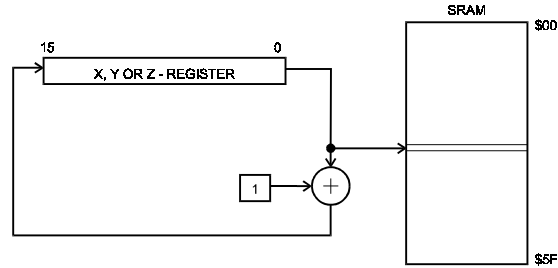 SRAM
$00
15 0
X, Y OR Z - REGISTER
1
+
$5F